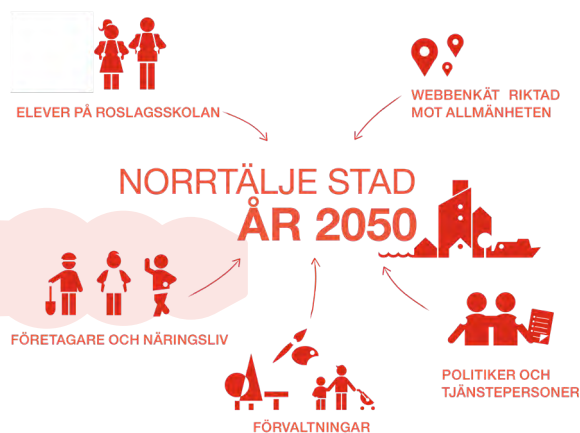 ELEVER PÅ ROSLAGSSKOLAN
WEBBENKÄT RIKTAD
MOT ALLMÄNHETEN
NORRTÄLJE STAD
ÅR 2050
FÖRETAGARE OCH NÄRINGSLIV
POLITIKER OCH
TJÄNSTEPERSONER
FÖRVALTNINGAR